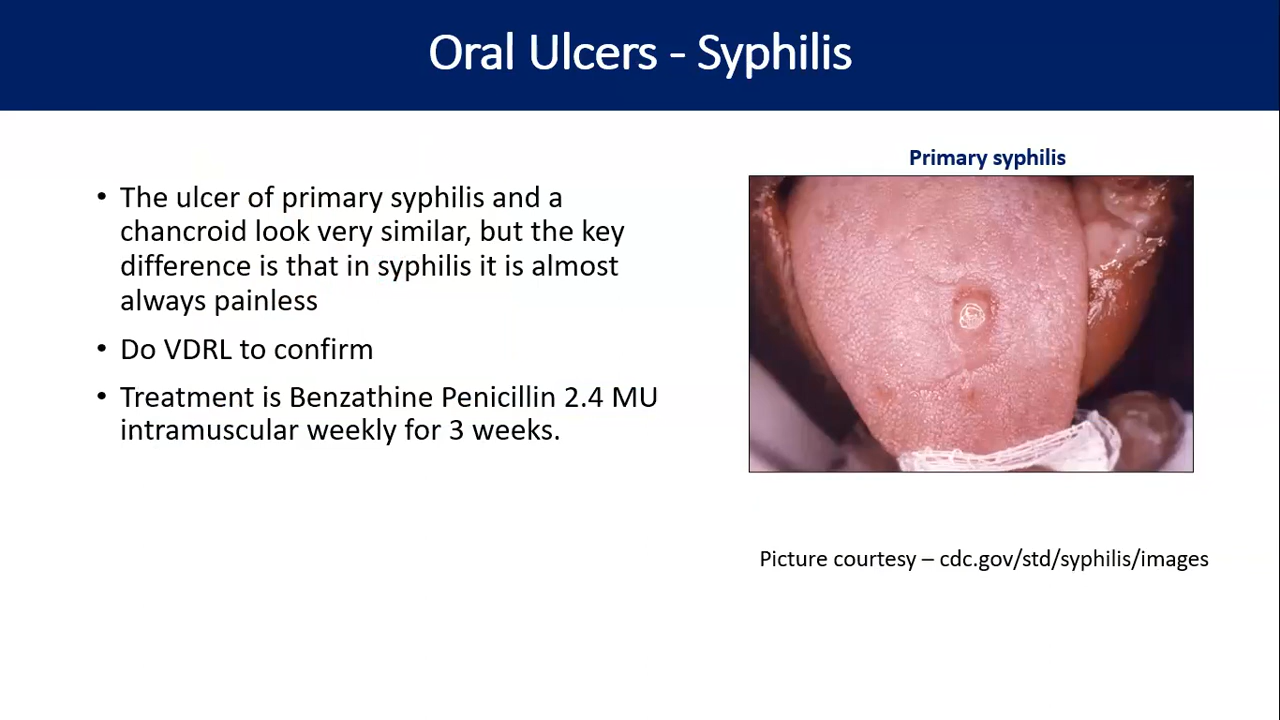 Oral Ulcers - Syphilis
• The ulcer of primary syphilis and a
chancroid look very similar, but the key
difference is that in syphilis it is almost
always painless
• Do VDRL to confirm
• Treatment is Benzathine Penicillin 2.4 MU
intramuscular weekly for 3 weeks.
Primary syphilis
Picture courtesy – cdc.gov/std/syphilis/images